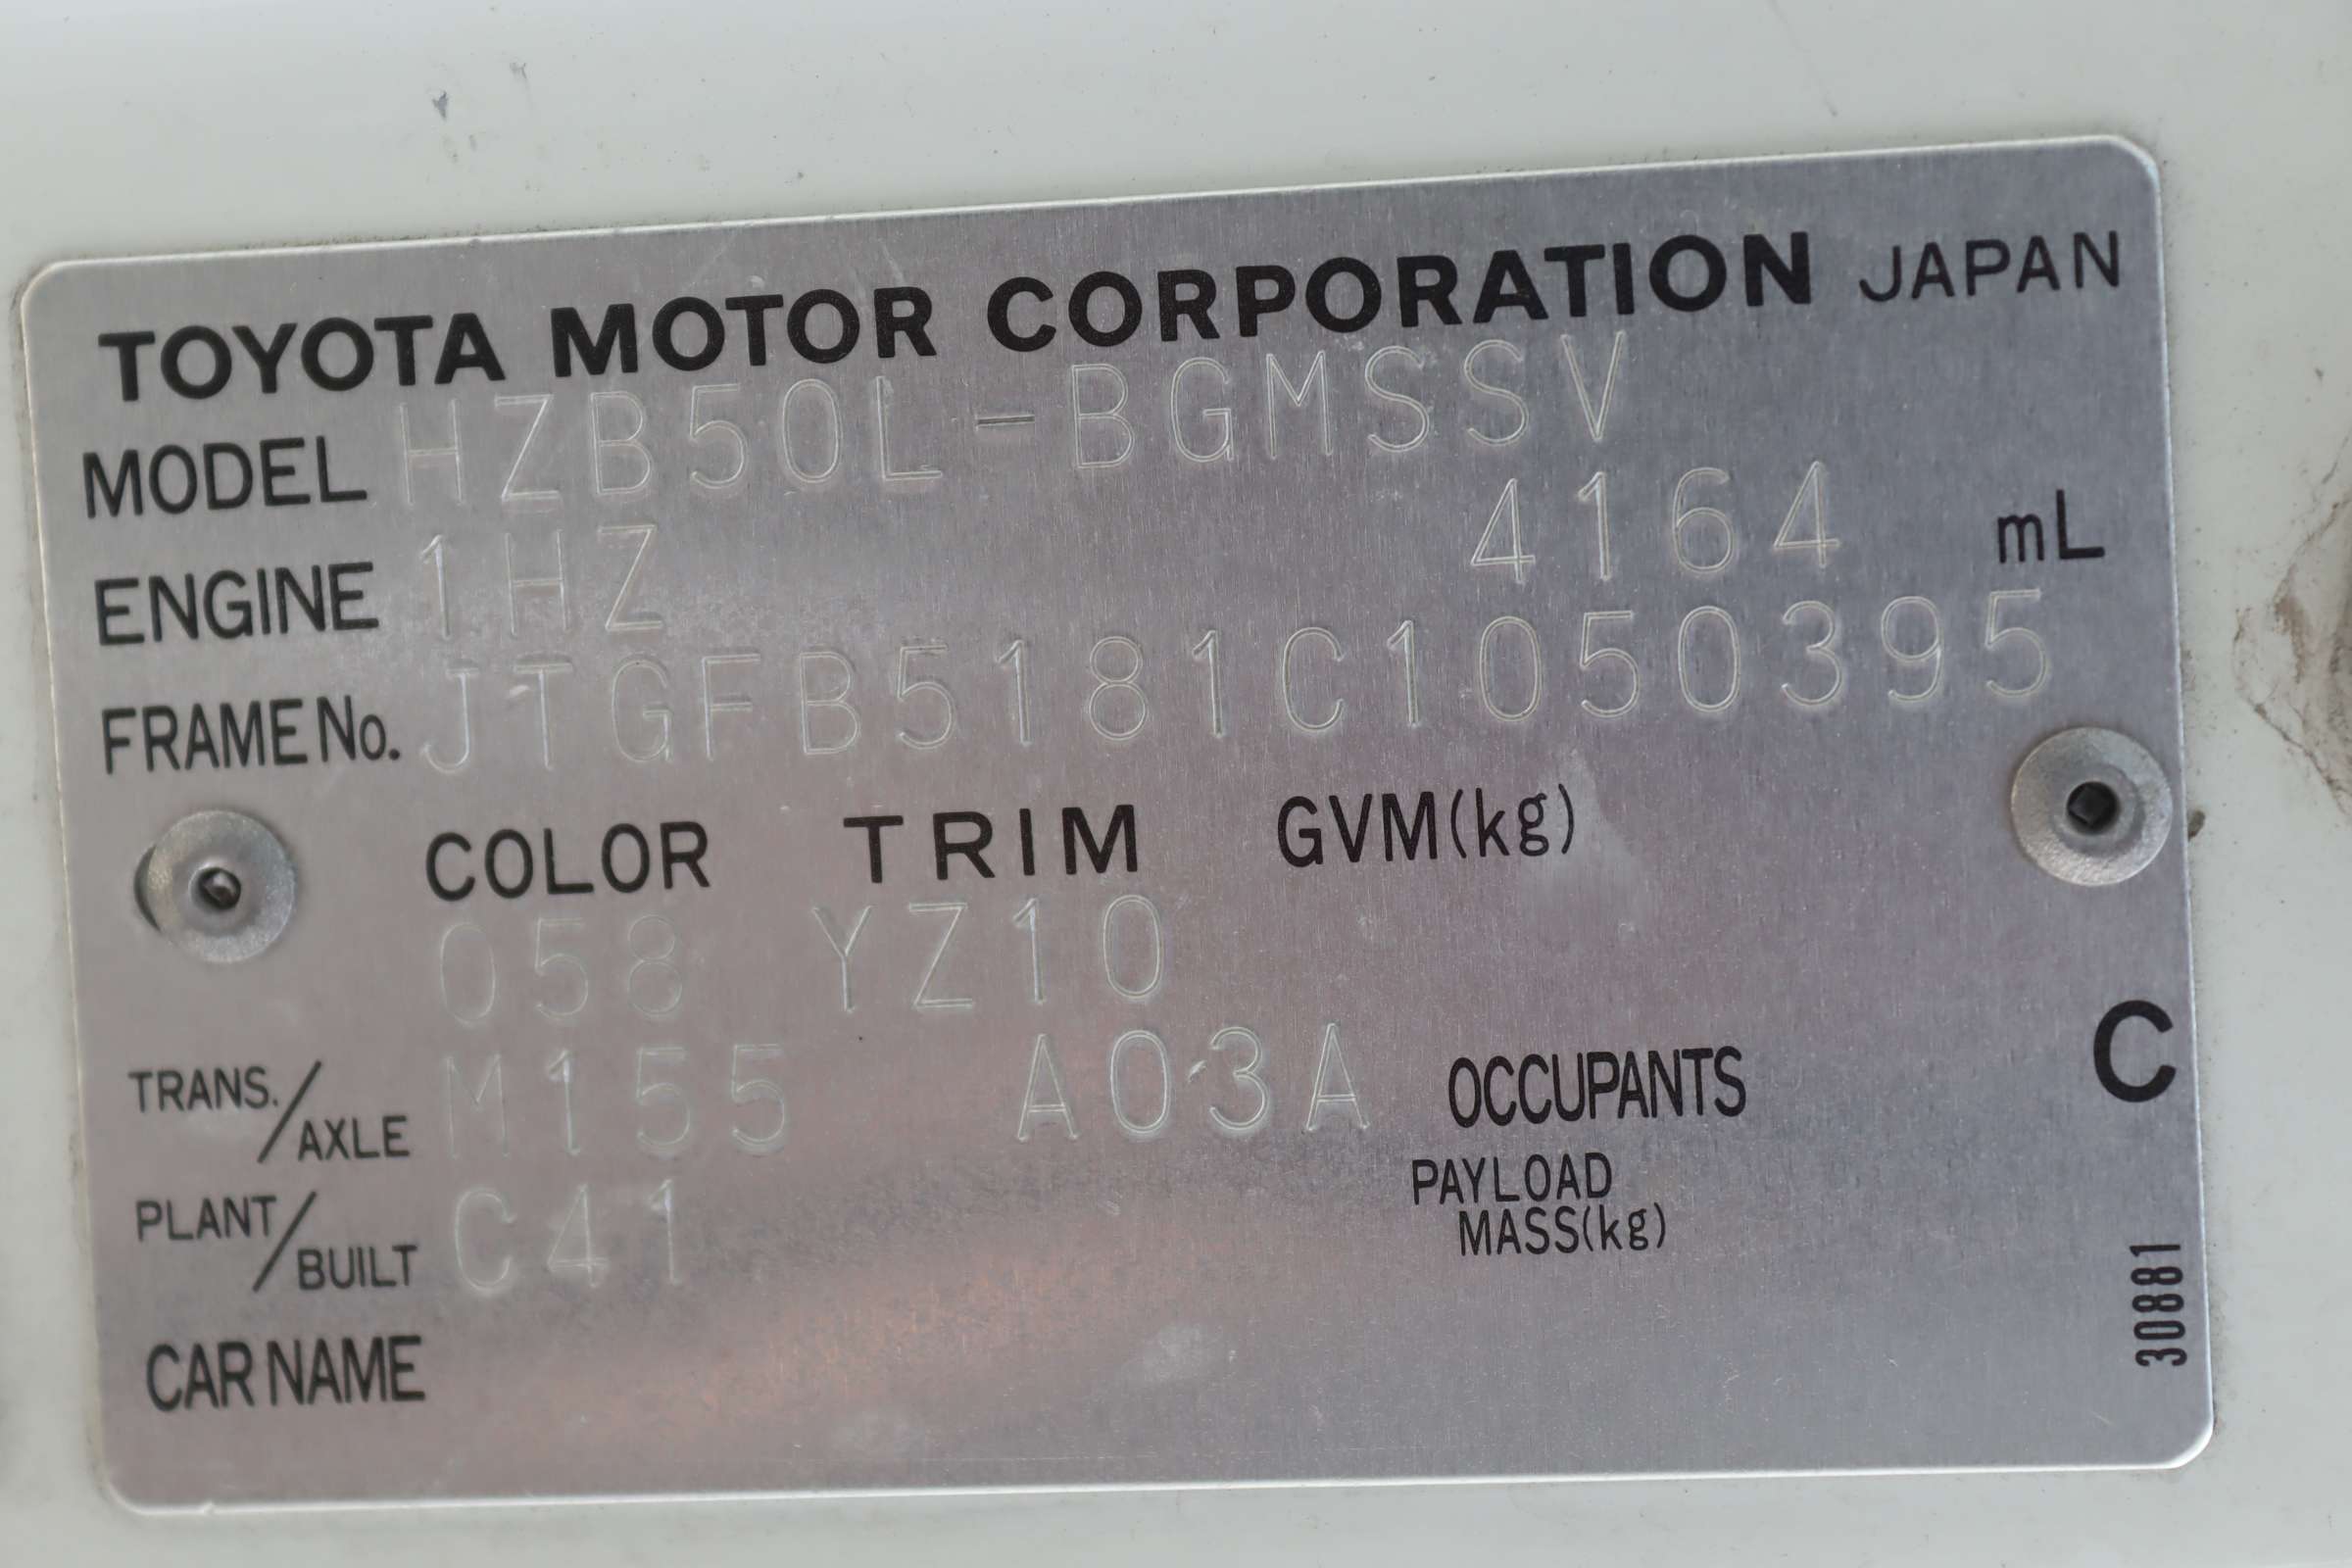 TOYOTA MOTOR CORPORATION JAPAN
MODEL HZB50L-BGMSSV
ENGINE 1HZ 4164 mL
FRAME No. JTGFB5181C1050395
COLOR TRIM GVM(kg)
058 YZ10
TRANS./AXLE M155 A03A OCCUPANTS C
PLANT/BUILT C41 PAYLOAD MASS(kg)
CAR NAME
30881